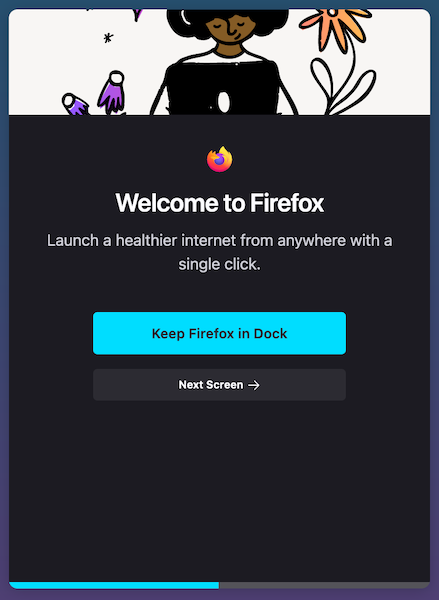 Welcome to Firefox
Launch a healthier internet from anywhere with a
single click.
Keep Firefox in Dock
Next Screen →